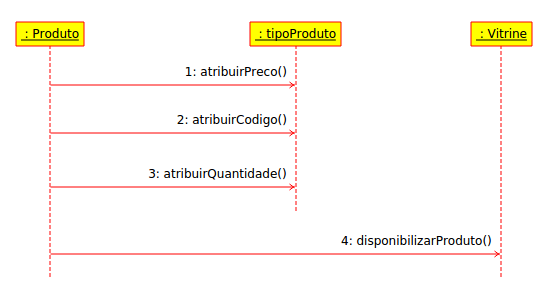 : Produto
: tipoProduto
: Vitrine
1: atribuirPreco()
2: atribuirCodigo()
3: atribuirQuantidade()
4: disponibilizarProduto()